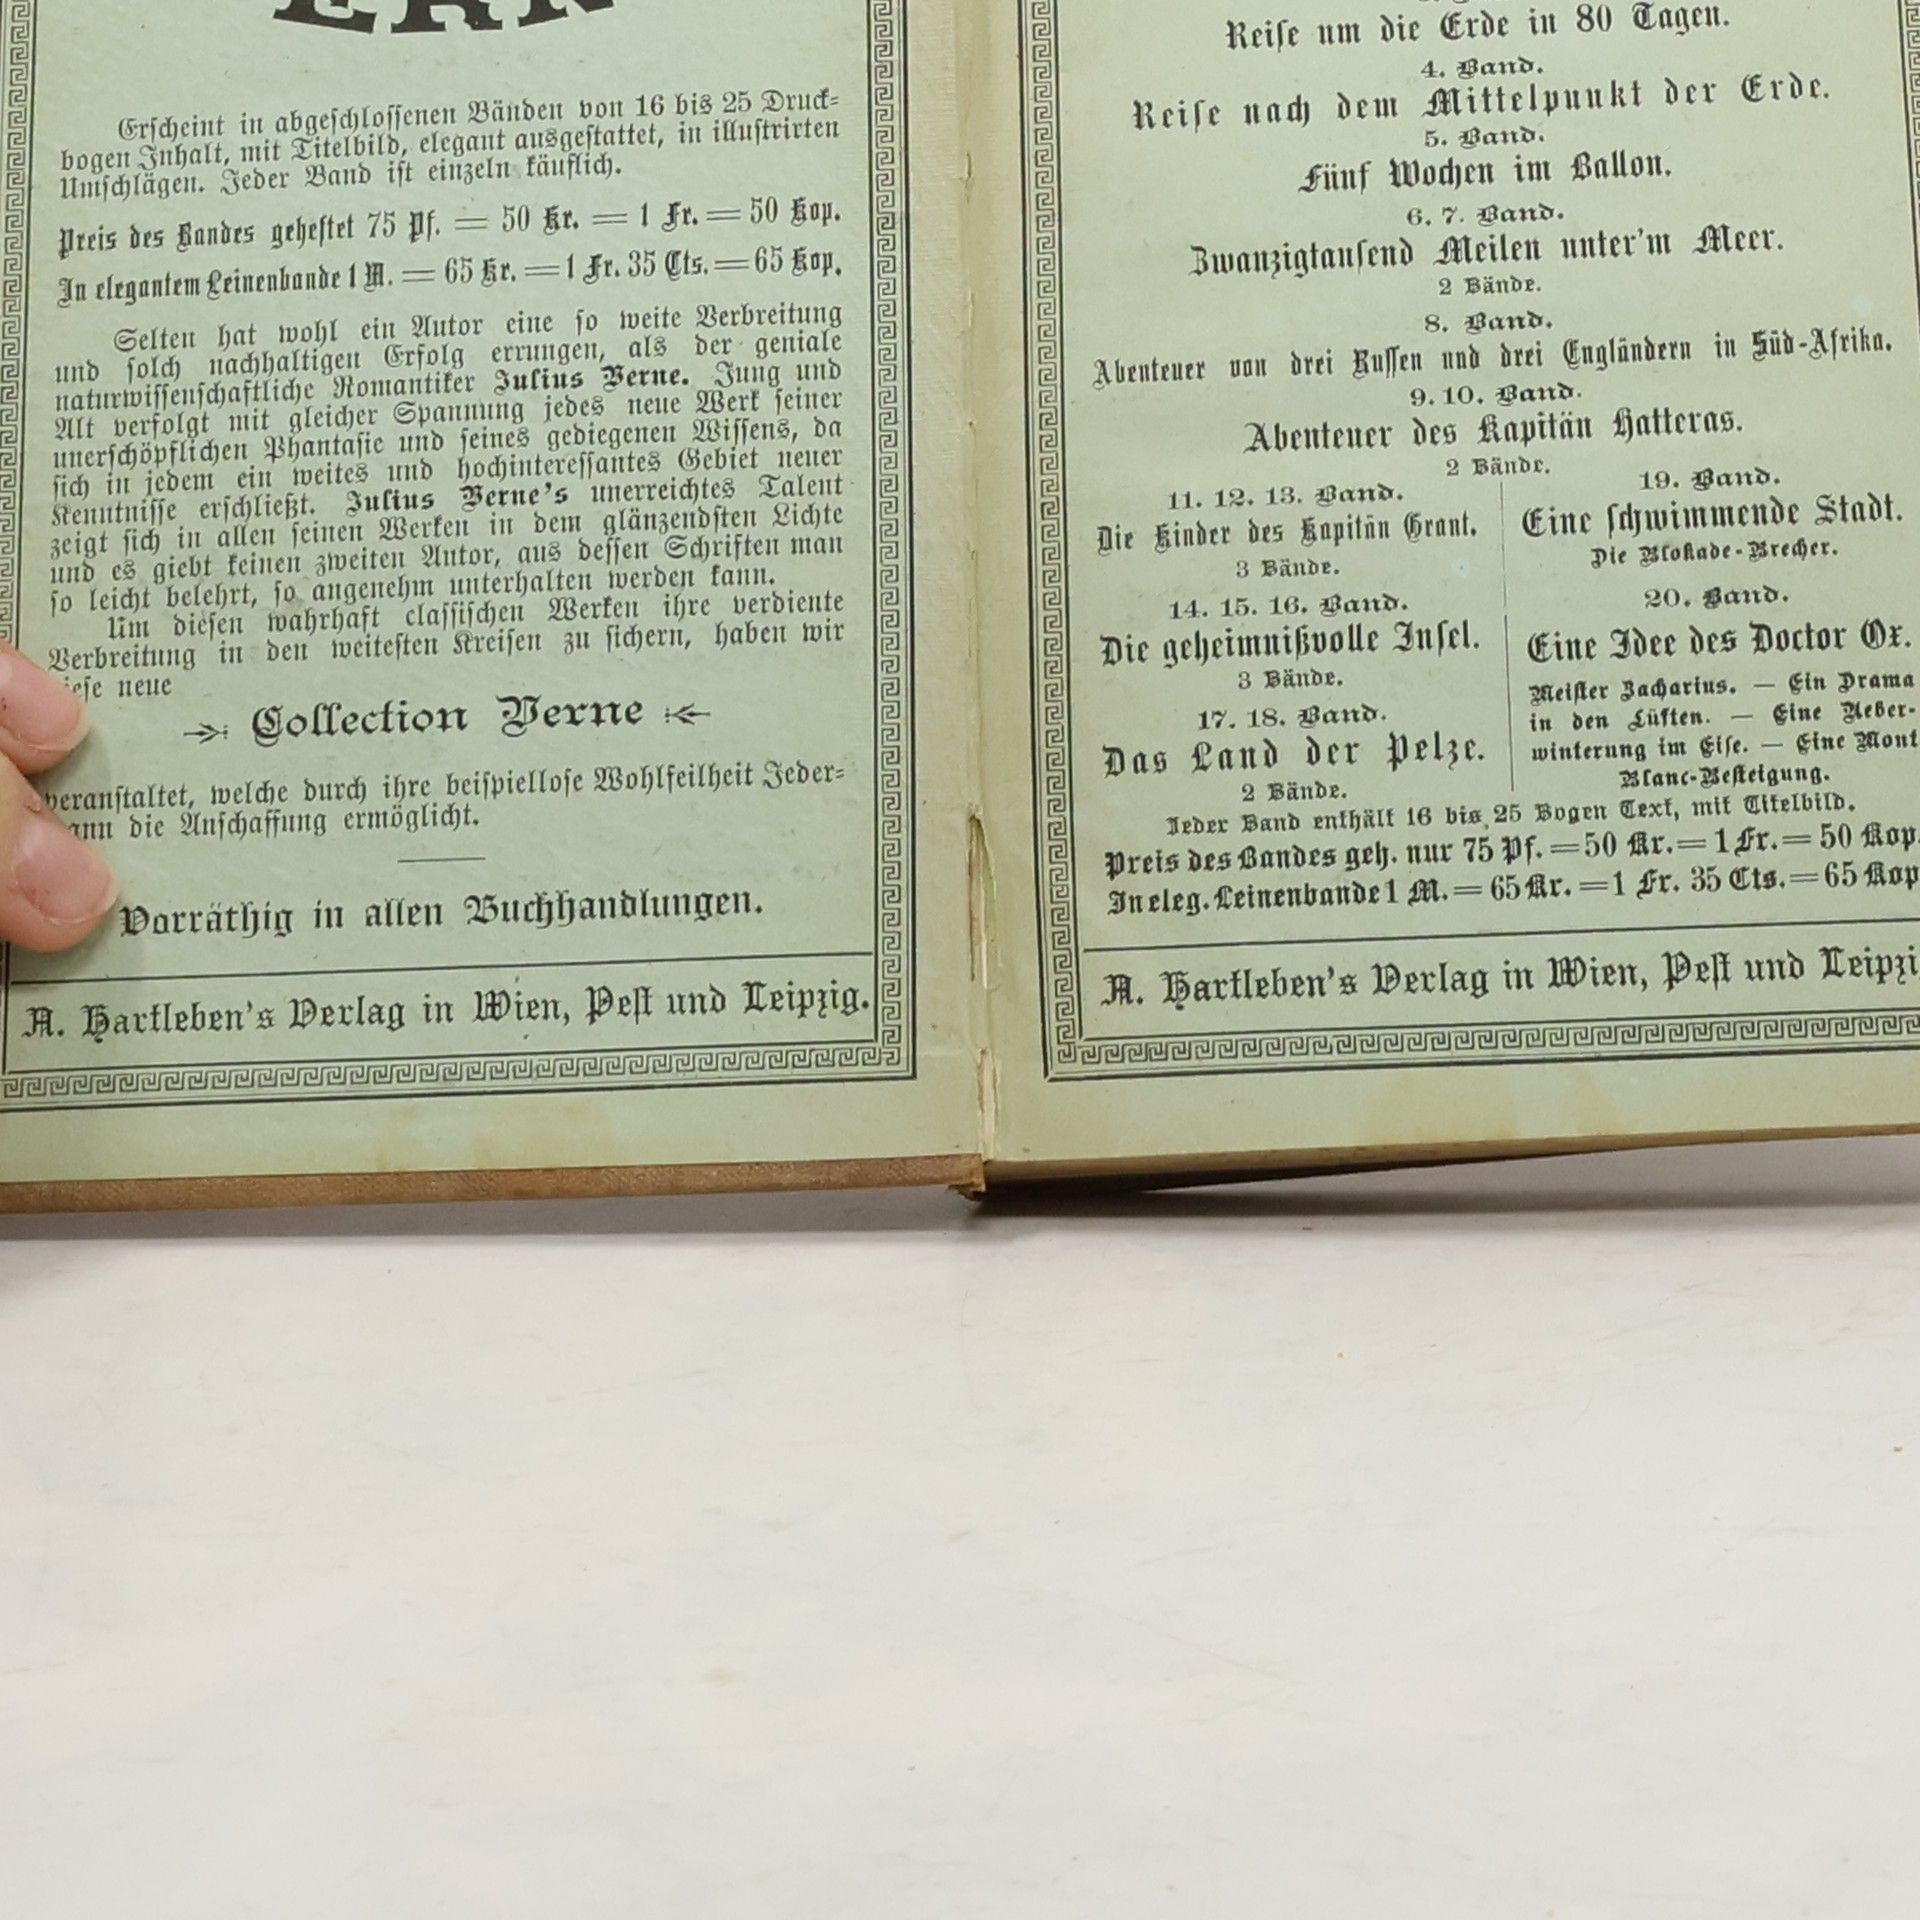 Erscheint in abgeschlossenen Bänden von 16 bis 25 Druck=
bogen Inhalt, mit Titelbild, elegant ausgestattet, in illustrirten
Umschlägen. Jeder Band ist einzeln käuflich.
Preis des Bandes geheftet 75 Pf. = 50 Kr. = 1 Fr. = 50 Kop.
In elegantem Leinenbande 1 M. = 65 Kr. = 1 Fr. 35 Cts. = 65 Kop.
Selten hat wohl ein Autor eine so weite Verbreitung
und solch nachhaltigen Erfolg errungen, als der geniale
naturwissenschaftliche Romantiker Julius Verne. Jung und
Alt verfolgt mit gleicher Spannung jedes neue Werk seiner
unerschöpflichen Phantasie und seines gediegenen Wissens, da
sich in jedem ein weites und hochinteressantes Gebiet neuer
Kenntnisse erschließt. Julius Verne's unerreichtes Talent
zeigt sich in allen seinen Werken in dem glänzendsten Lichte
und es giebt keinen zweiten Autor, aus dessen Schriften man
so leicht belehrt, so angenehm unterhalten werden kann.
Um diesen wahrhaft classischen Werken ihre verdiente
Verbreitung in den weitesten Kreisen zu sichern, haben wir
iese neue
Collection Verne
veranstaltet, welche durch ihre beispiellose Wohlfeilheit Jeder=
ann die Anschaffung ermöglicht.
Vorräthig in allen Buchhandlungen.
A. Hartleben's Verlag in Wien, Pest und Leipzig.
Reise um die Erde in 80 Tagen.
4. Band.
Reise nach dem Mittelpunkt der Erde.
5. Band.
Fünf Wochen im Ballon.
6. 7. Band.
Zwanzigtausend Meilen unter'm Meer.
2 Bände.
8. Band.
Abenteuer von drei Russen und drei Engländern in Süd-Afrika.
9. 10. Band.
Abenteuer des Kapitän Hatteras.
2 Bände.
11. 12. 13. Band.
Die Kinder des Kapitän Grant.
3 Bände.
14. 15. 16. Band.
Die geheimnißvolle Insel.
3 Bände.
17. 18. Band.
Das Land der Pelze.
2 Bände.
19. Band.
Eine schwimmende Stadt.
Die Blokade-Brecher.
20. Band.
Eine Idee des Doctor Ox.
Meister Zacharius. — Ein Drama
in den Lüften. — Eine Ueber-
winterung im Eise. — Eine Mont
Blanc-Besteigung.
Jeder Band enthält 16 bis 25 Bogen Text, mit Titelbild.
Preis des Bandes geh. nur 75 Pf. = 50 Kr. = 1 Fr. = 50 Kop.
In eleg. Leinenbande 1 M. = 65 Kr. = 1 Fr. 35 Cts. = 65 Kop
A. Hartleben's Verlag in Wien, Pest und Leipzi